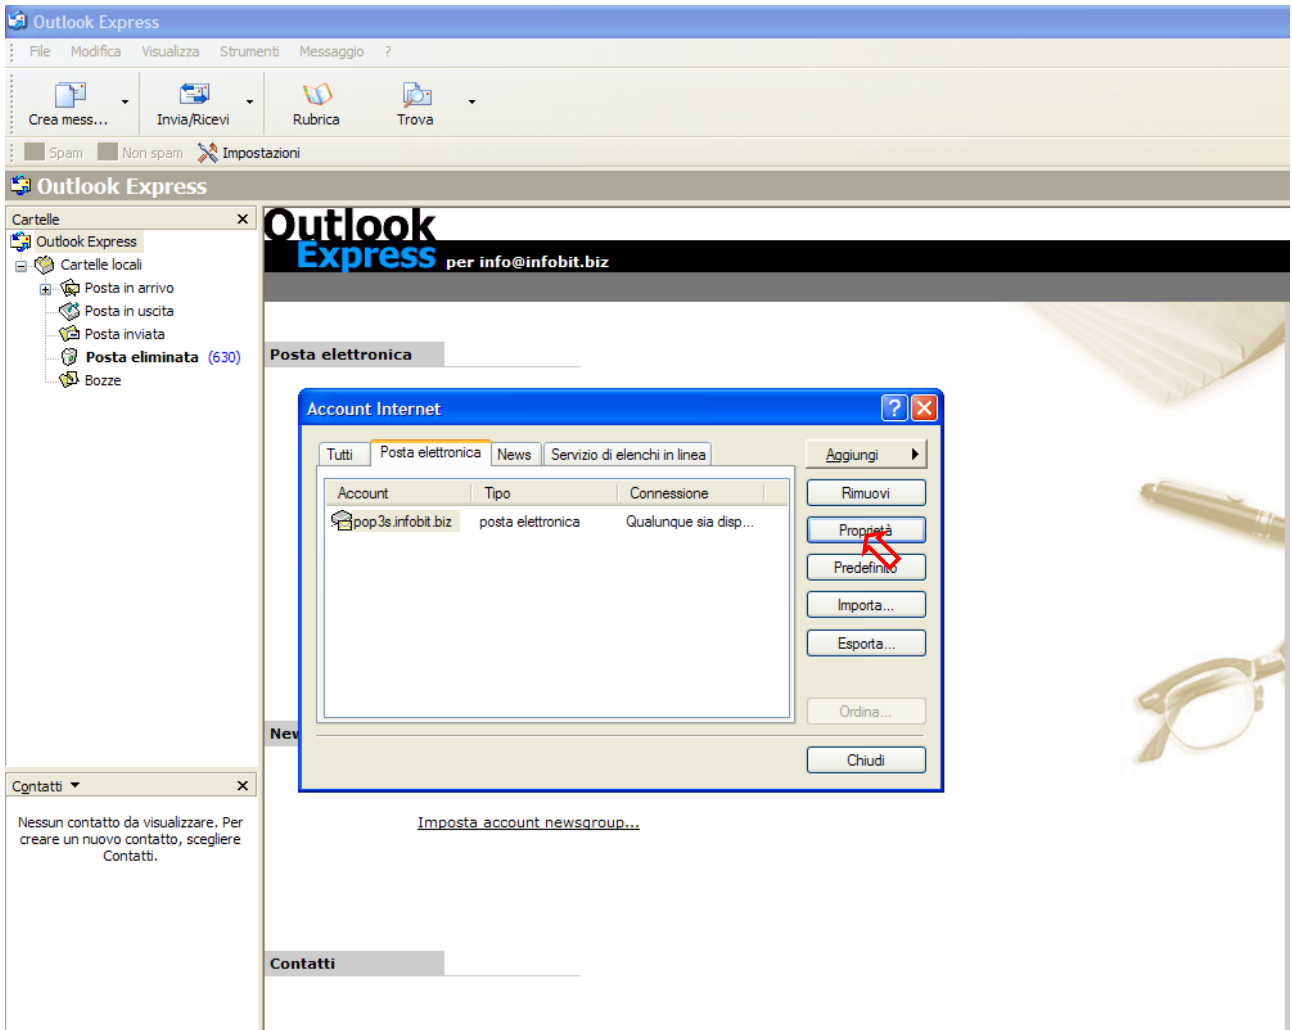 Outlook Express
File Modifica Visualizza Strumenti Messaggio ?
Crea mess... Invia/Ricevi Rubrica Trova
Spam Non spam Impostazioni
Outlook Express
Cartelle
Outlook Express
Cartelle locali
Posta in arrivo
Posta in uscita
Posta inviata
Posta eliminata (630)
Bozze
Outlook
Express per info@infobit.biz
Posta elettronica
Account Internet
Tutti Posta elettronica News Servizio di elenchi in linea
Account Tipo Connessione
pop3s.infobit.biz posta elettronica Qualunque sia disp...
Aggiungi
Rimuovi
Proprietà
Predefinito
Importa...
Esporta...
Ordina...
Chiudi
New
Imposta account newsgroup...
Contatti
Contatti
Nessun contatto da visualizzare. Per
creare un nuovo contatto, scegliere
Contatti.